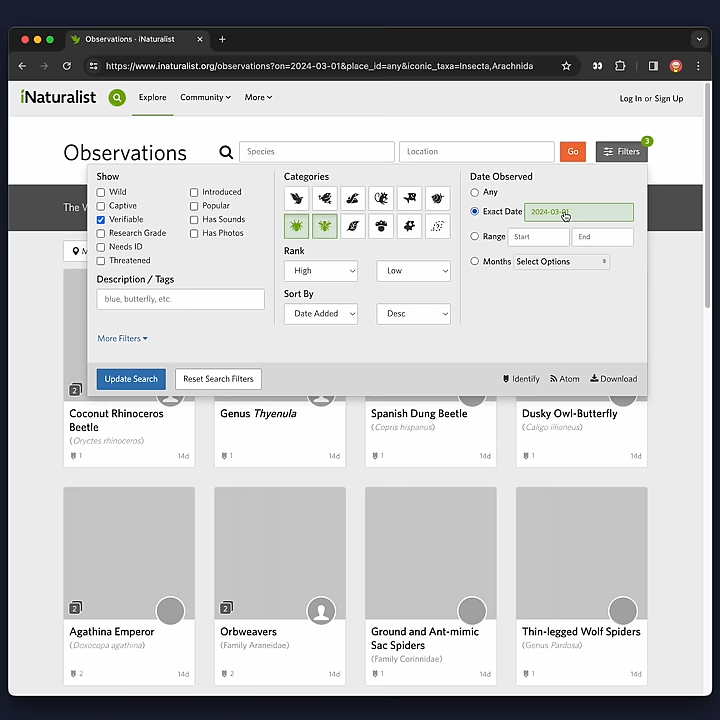 Observations · iNaturalist
https://www.inaturalist.org/observations?on=2024-03-01&place_id=any&iconic_taxa=Insecta,Arachnida
iNaturalist
Explore
Community
More
Log In or Sign Up
Observations
Species
Location
Go
Filters
3
Show
Wild
Captive
Verifiable
Research Grade
Needs ID
Threatened
Introduced
Popular
Has Sounds
Has Photos
Description / Tags
blue, butterfly, etc.
More Filters
Categories
Rank
High
Low
Sort By
Date Added
Desc
Date Observed
Any
Exact Date
2024-03-01
Range
Start
End
Months
Select Options
Update Search
Reset Search Filters
Identify
Atom
Download
The W
M
2
Coconut Rhinoceros
Beetle
(Oryctes rhinoceros)
1
14d
Genus Thyenula
1
14d
Spanish Dung Beetle
(Copris hispanus)
1
14d
Dusky Owl-Butterfly
(Caligo illioneus)
1
14d
2
Agathina Emperor
(Doxocopa agathina)
2
14d
2
Orbweavers
(Family Araneidae)
2
14d
Ground and Ant-mimic
Sac Spiders
(Family Corinnidae)
1
14d
Thin-legged Wolf Spiders
(Genus Pardosa)
1
14d